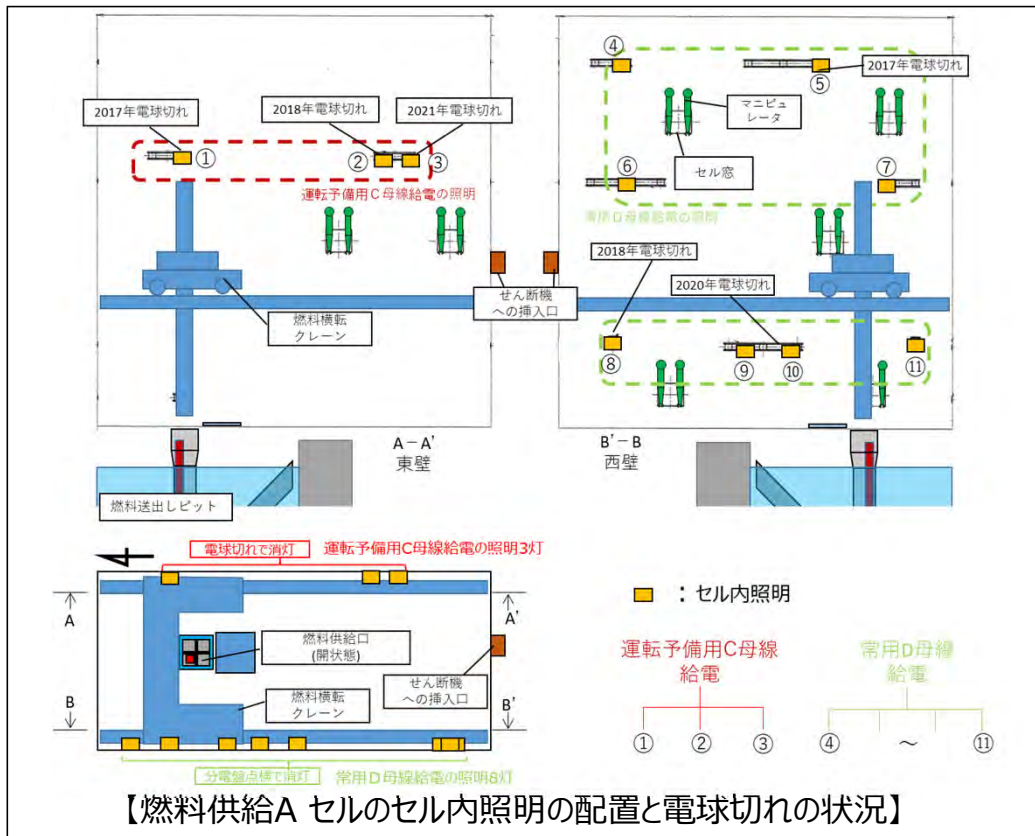 ④
2017年電球切れ
⑤
2017年電球切れ
2018年電球切れ
2021年電球切れ
マニピュ
レータ
①
②
③
運転予備用C母線給電の照明
セル窓
⑥
⑦
常用D母線給電の照明
2018年電球切れ
2020年電球切れ
せん断機
への挿入口
燃料横転
クレーン
⑧
⑨
⑩
⑪
A-A'
東壁
B'-B
西壁
燃料送出しピット
電球切れで消灯
運転予備用C母線給電の照明3灯
:セル内照明
A
A'
燃料供給口
(開状態)
せん断機
への挿入口
B
燃料横転
クレーン
B'
分電盤点検で消灯
常用D母線給電の照明8灯
運転予備用C母線
給電
①
②
③
常用D母線
給電
④
~
⑪
【燃料供給A セルのセル内照明の配置と電球切れの状況】